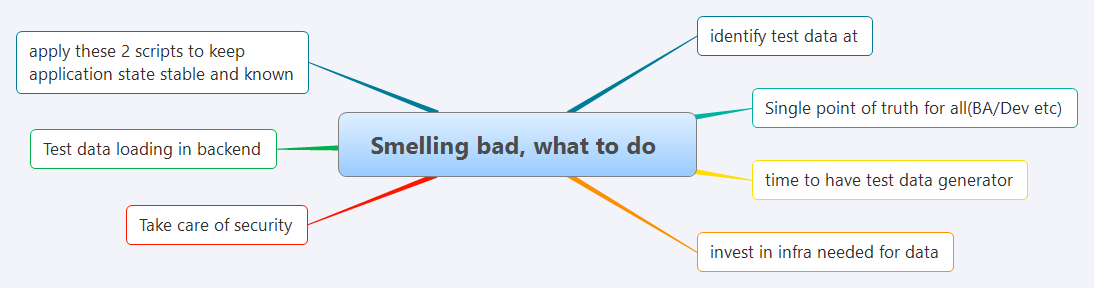 identify test data at
apply these 2 scripts to keep
application state stable and known
Single point of truth for all(BA/Dev etc)
Smelling bad, what to do
Test data loading in backend
time to have test data generator
Take care of security
invest in infra needed for data